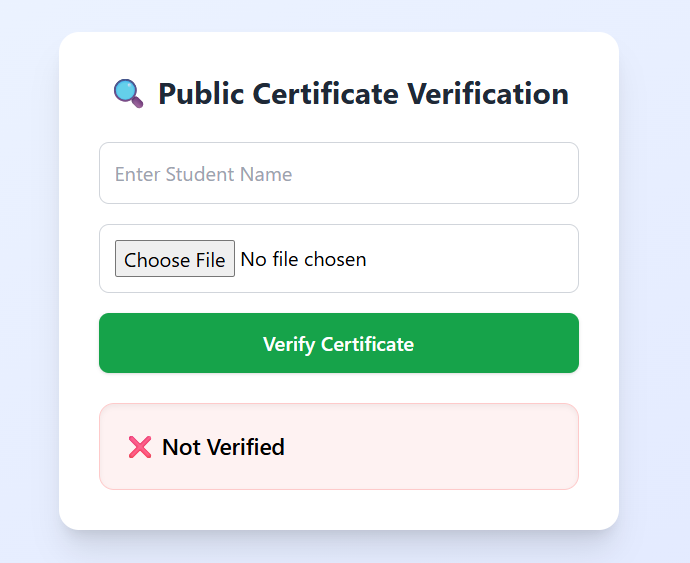 Public Certificate Verification
Enter Student Name
Choose File No file chosen
Verify Certificate
Not Verified